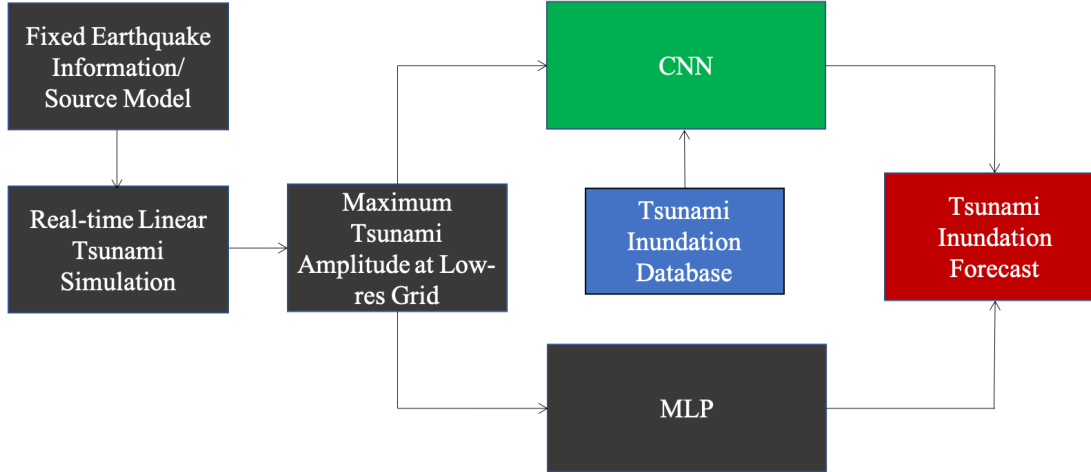 Fixed Earthquake
Information/
Source Model
CNN
Real-time Linear
Tsunami
Simulation
Maximum
Tsunami
Amplitude at Low-
res Grid
Tsunami
Inundation
Database
Tsunami
Inundation
Forecast
MLP